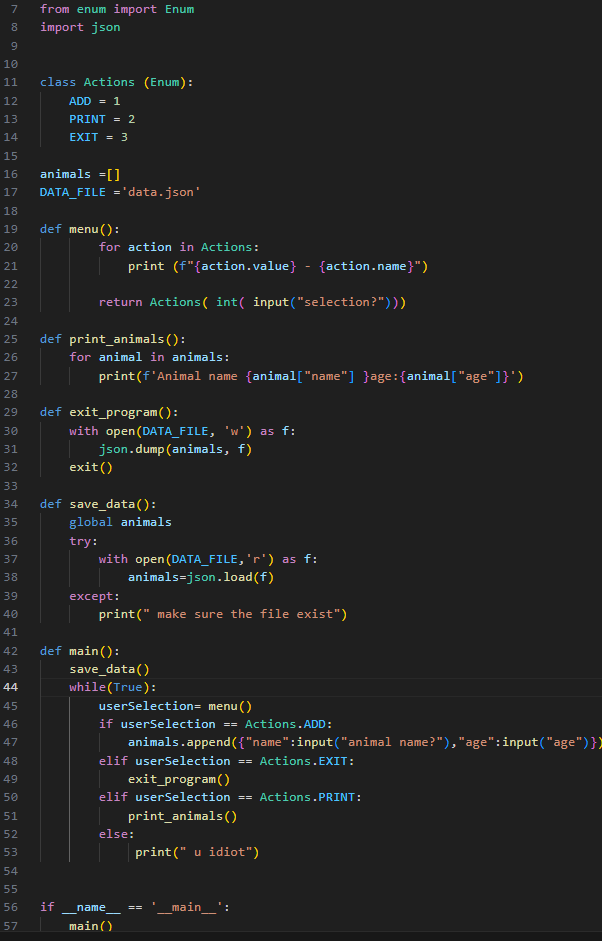 7 from enum import Enum
8 import json
9
10
11 class Actions (Enum):
12     ADD = 1
13     PRINT = 2
14     EXIT = 3
15
16 animals =[]
17 DATA_FILE ='data.json'
18
19 def menu():
20         for action in Actions:
21             print (f"{action.value} - {action.name}")
22
23         return Actions( int( input("selection?")))
24
25 def print_animals():
26     for animal in animals:
27         print(f'Animal name {animal["name"] }age:{animal["age"]}')
28
29 def exit_program():
30     with open(DATA_FILE, 'w') as f:
31         json.dump(animals, f)
32     exit()
33
34 def save_data():
35     global animals
36     try:
37         with open(DATA_FILE,'r') as f:
38             animals=json.load(f)
39     except:
40         print(" make sure the file exist")
41
42 def main():
43     save_data()
44     while(True):
45         userSelection= menu()
46         if userSelection == Actions.ADD:
47             animals.append({"name":input("animal name?"),"age":input("age")})
48         elif userSelection == Actions.EXIT:
49             exit_program()
50         elif userSelection == Actions.PRINT:
51             print_animals()
52         else:
53              print(" u idiot")
54
55
56 if __name__ == '__main__':
57     main()